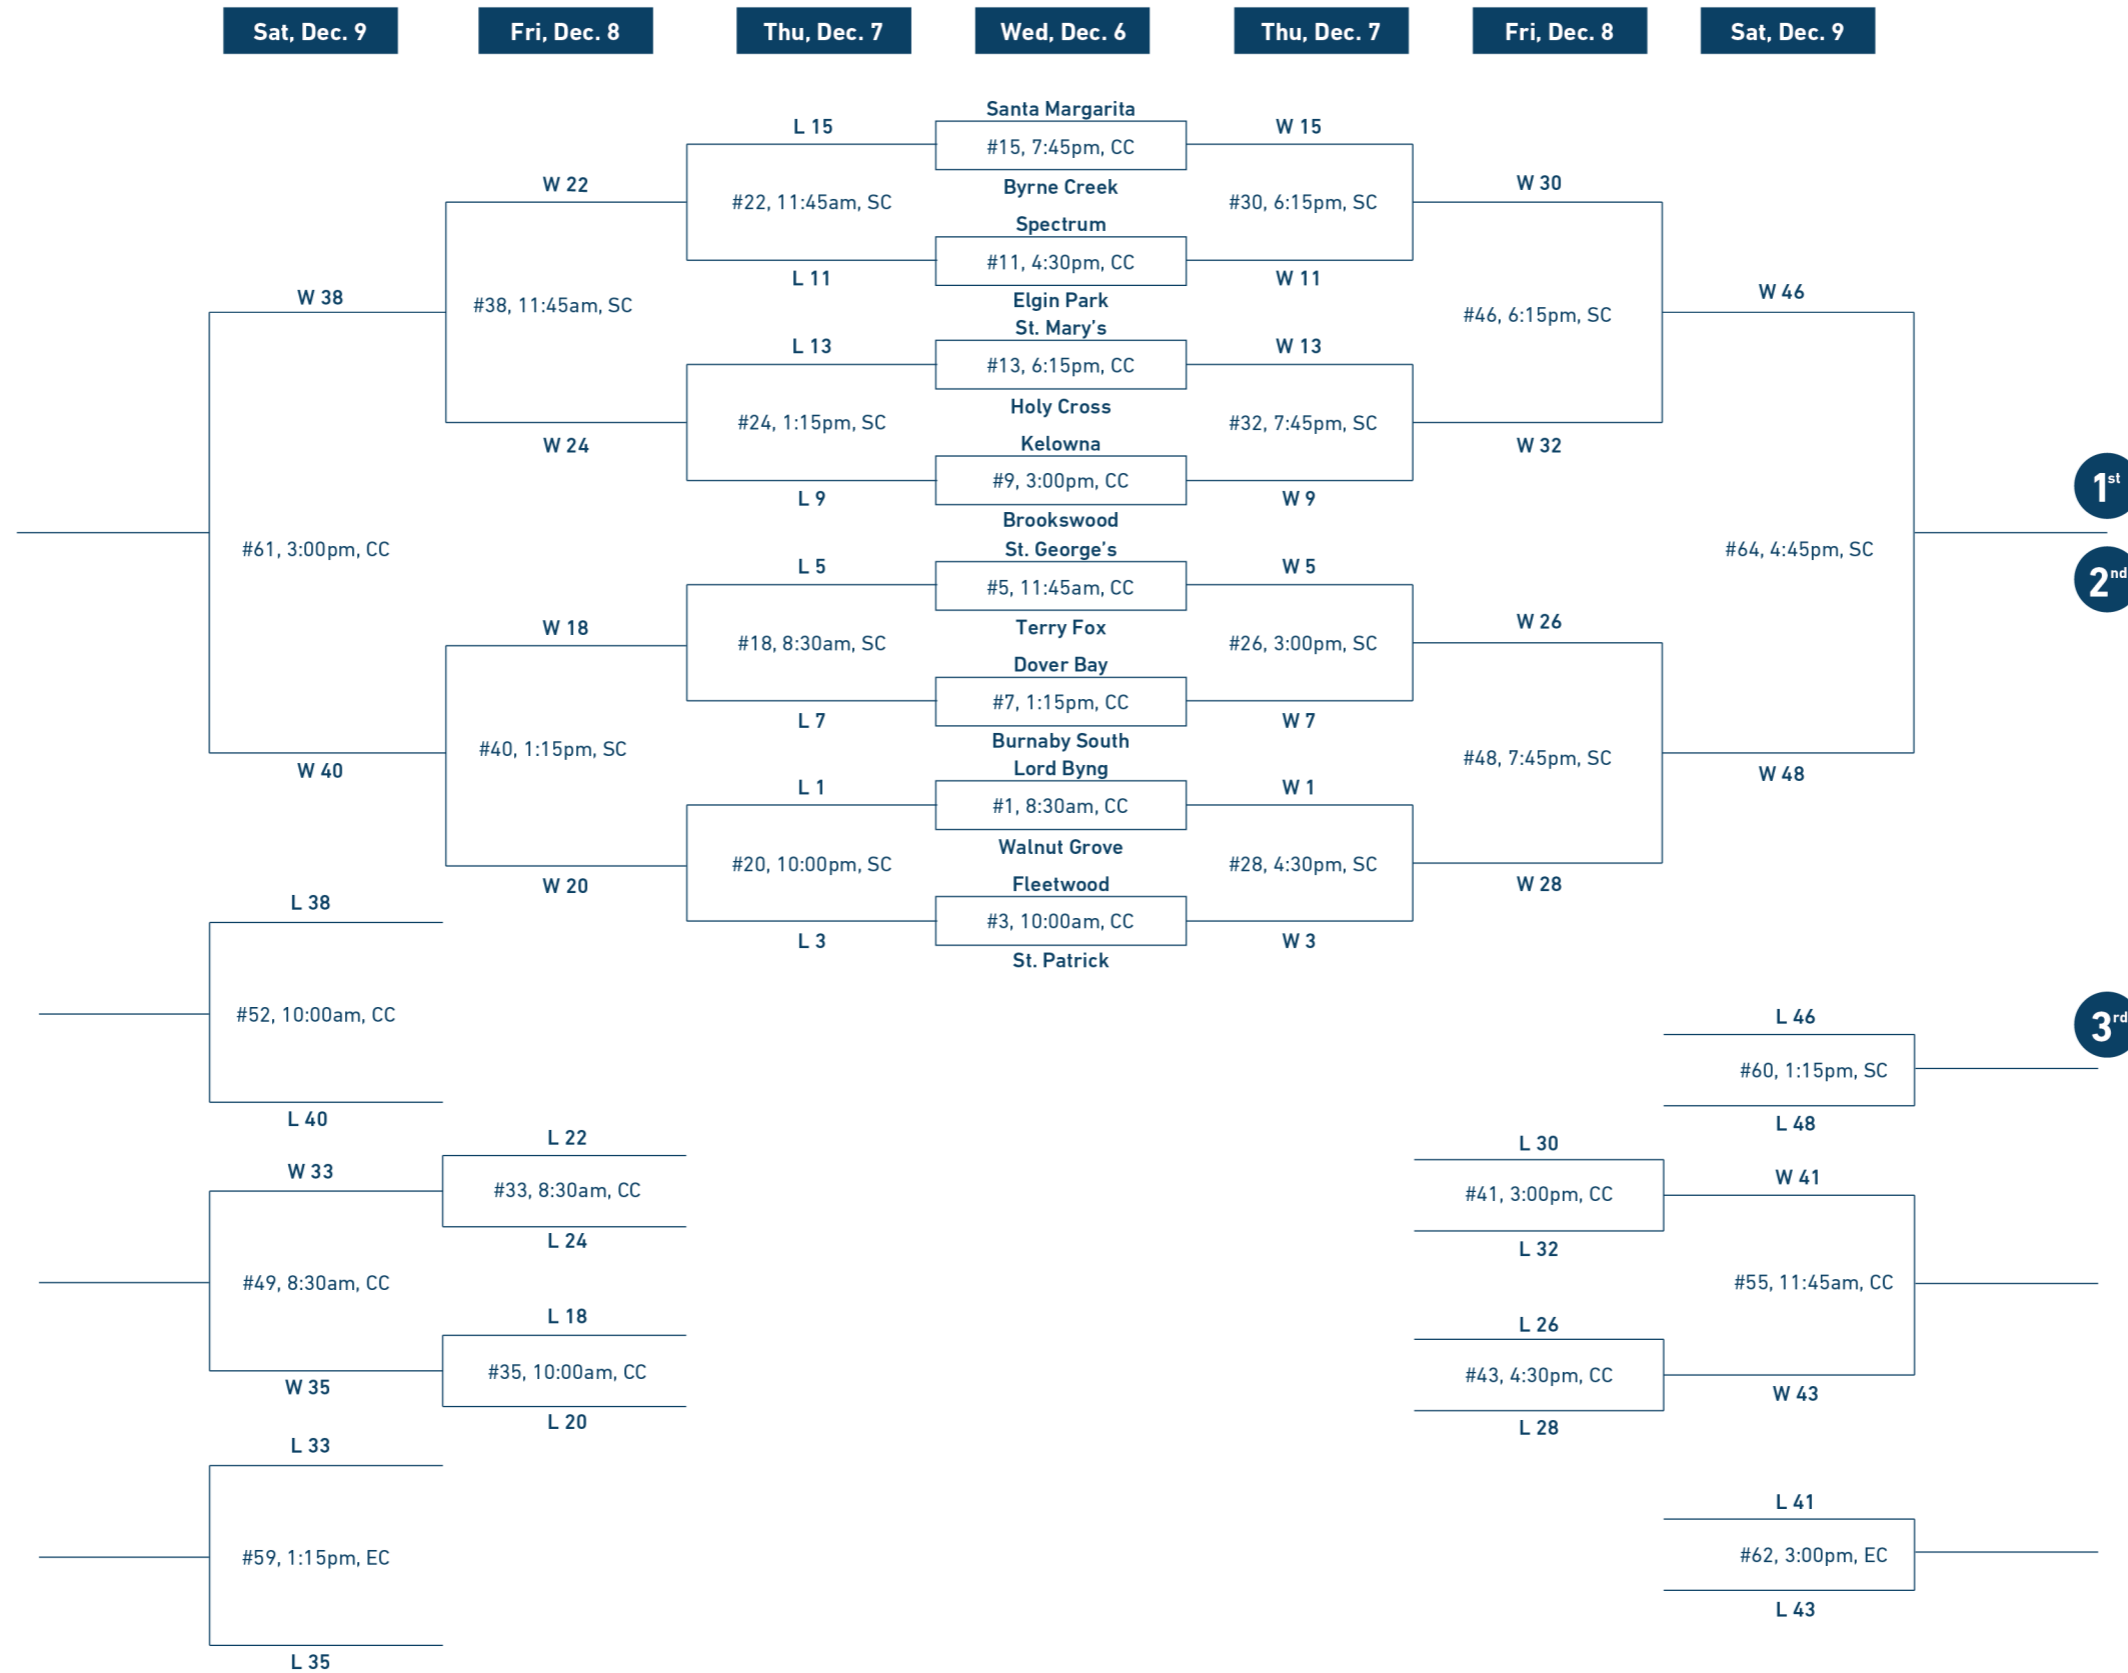 Sat, Dec. 9
Fri, Dec. 8
Thu, Dec. 7
Wed, Dec. 6
Thu, Dec. 7
Fri, Dec. 8
Sat, Dec. 9
Santa Margarita
#15, 7:45pm, CC
Byrne Creek
Spectrum
#11, 4:30pm, CC
Elgin Park
St. Mary's
#13, 6:15pm, CC
Holy Cross
Kelowna
#9, 3:00pm, CC
Brookswood
St. George's
#5, 11:45am, CC
Terry Fox
Dover Bay
#7, 1:15pm, CC
Burnaby South
Lord Byng
#1, 8:30am, CC
Walnut Grove
Fleetwood
#3, 10:00am, CC
St. Patrick
L 15
#22, 11:45am, SC
L 11
L 13
#24, 1:15pm, SC
L 9
L 5
#18, 8:30am, SC
L 7
L 1
#20, 10:00pm, SC
L 3
W 22
#38, 11:45am, SC
W 24
W 18
#40, 1:15pm, SC
W 20
W 38
#61, 3:00pm, CC
W 40
L 38
#52, 10:00am, CC
L 40
L 22
#33, 8:30am, CC
L 24
L 18
#35, 10:00am, CC
L 20
W 33
#49, 8:30am, CC
W 35
L 33
#59, 1:15pm, EC
L 35
W 15
#30, 6:15pm, SC
W 11
W 13
#32, 7:45pm, SC
W 9
W 5
#26, 3:00pm, SC
W 7
W 1
#28, 4:30pm, SC
W 3
W 30
#46, 6:15pm, SC
W 32
W 26
#48, 7:45pm, SC
W 28
W 46
#64, 4:45pm, SC
W 48
1st
2nd
L 46
#60, 1:15pm, SC
L 48
3rd
L 30
#41, 3:00pm, CC
L 32
L 26
#43, 4:30pm, CC
L 28
W 41
#55, 11:45am, CC
W 43
L 41
#62, 3:00pm, EC
L 43